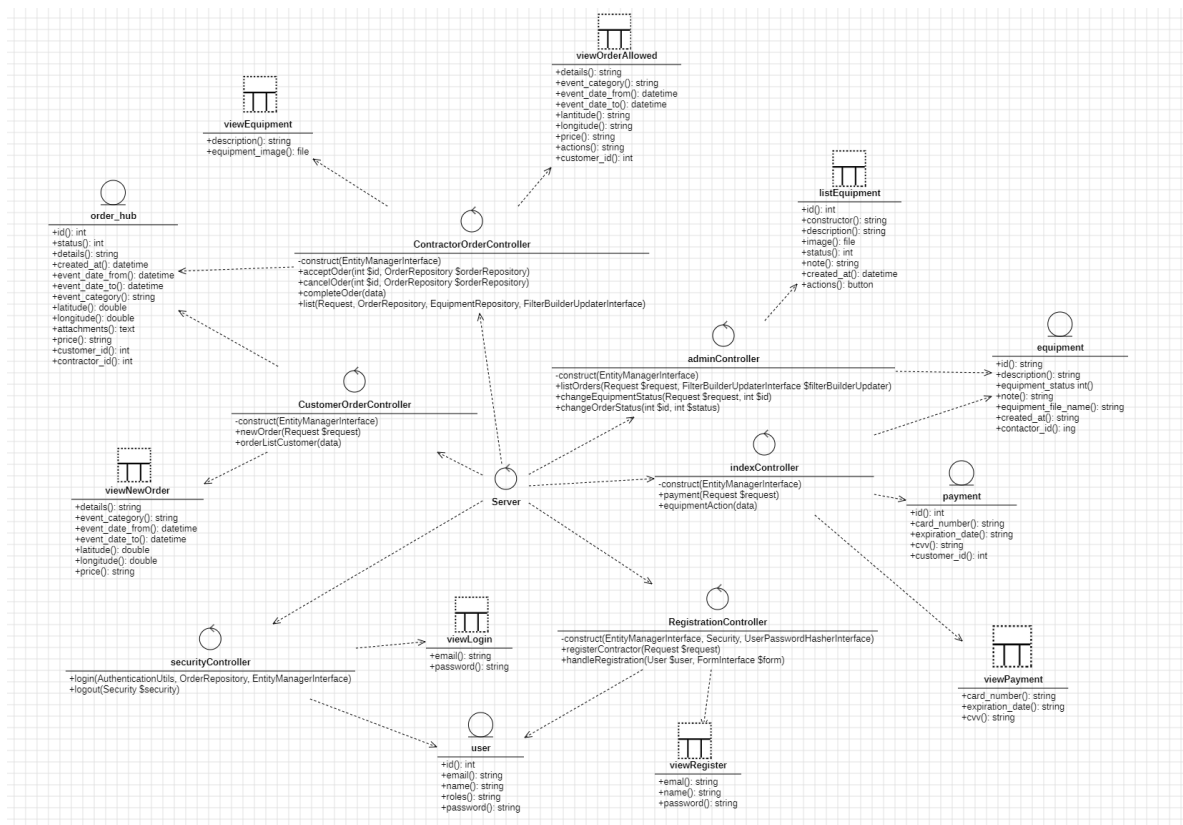 viewOrderAllowed
+details(): string
+event_category(): string
+event_date_from(): datetime
+event_date_to(): datetime
+lantitude(): string
+longitude(): string
+price(): string
+actions(): string
+customer_id(): int
viewEquipment
+description(): string
+equipment_image(): file
listEquipment
+id(): int
+constructor(): string
+description(): string
+image(): file
+status(): int
+note(): string
+created_at(): datetime
+actions(): button
order_hub
+id(): int
+status(): int
+details(): string
+created_at(): datetime
+event_date_from(): datetime
+event_date_to(): datetime
+event_category(): string
+latitude(): double
+longitude(): double
+attachments(): text
+price(): string
+customer_id(): int
+contractor_id(): int
ContractorOrderController
-construct(EntityManagerInterface)
+acceptOder(int $id, OrderRepository $orderRepository)
+cancelOder(int $id, OrderRepository $orderRepository)
+completeOder(data)
+list(Request, OrderRepository, EquipmentRepository, FilterBuilderUpdaterInterface)
adminController
-construct(EntityManagerInterface)
+listOrders(Request $request, FilterBuilderUpdaterInterface $filterBuilderUpdater)
+changeEquipmentStatus(Request $request, int $id)
+changeOrderStatus(int $id, int $status)
equipment
+id(): string
+description(): string
+equipment_status int()
+note(): string
+equipment_file_name(): string
+created_at(): string
+contactor_id(): ing
CustomerOrderController
-construct(EntityManagerInterface)
+newOrder(Request $request)
+orderListCustomer(data)
indexController
-construct(EntityManagerInterface)
+payment(Request $request)
+equipmentAction(data)
Server
viewNewOrder
+details(): string
+event_category(): string
+event_date_from(): datetime
+event_date_to(): datetime
+latitude(): double
+longitude(): double
+price(): string
payment
+id(): int
+card_number(): string
+expiration_date(): string
+cvv(): string
+customer_id(): int
RegistrationController
-construct(EntityManagerInterface, Security, UserPasswordHasherInterface)
+registerContractor(Request $request)
+handleRegistration(User $user, FormInterface $form)
viewLogin
+email(): string
+password(): string
securityController
+login(AuthenticationUtils, OrderRepository, EntityManagerInterface)
+logout(Security $security)
viewPayment
+card_number(): string
+expiration_date(): string
+cvv(): string
user
+id(): int
+email(): string
+name(): string
+roles(): string
+password(): string
viewRegister
+emal(): string
+name(): string
+password(): string